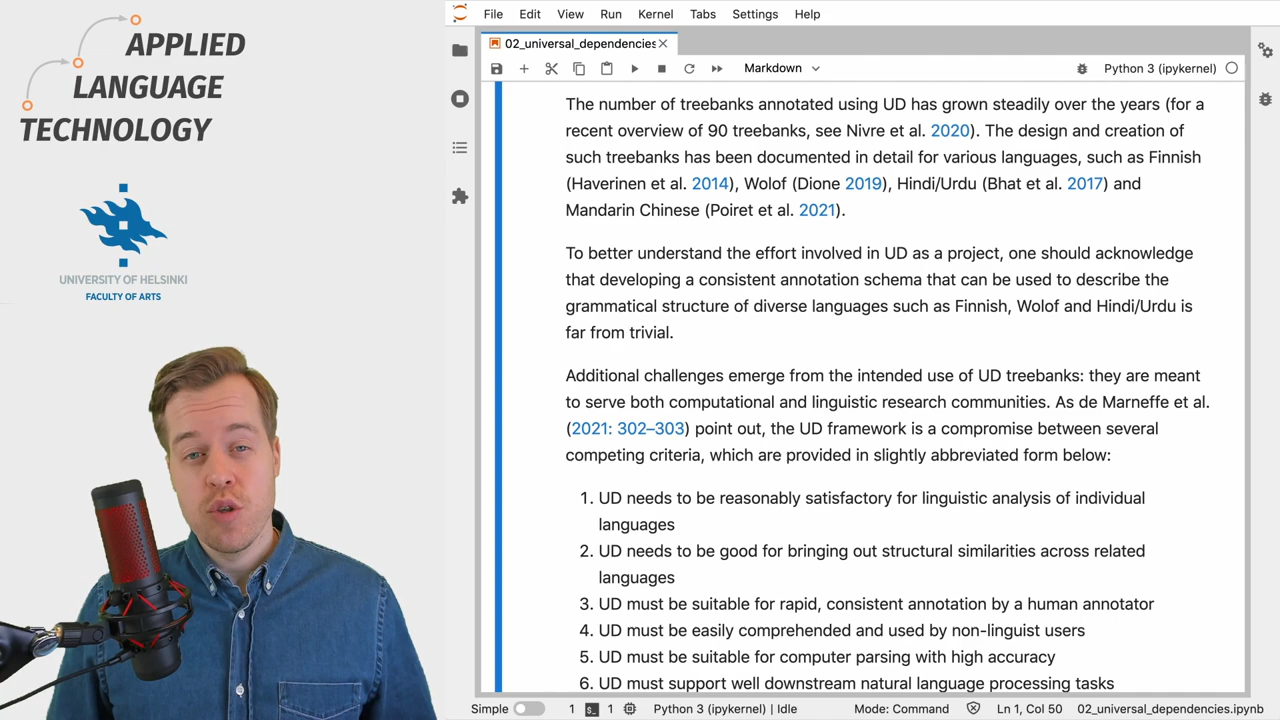 APPLIED
LANGUAGE
TECHNOLOGY
UNIVERSITY OF HELSINKI
FACULTY OF ARTS
File Edit View Run Kernel Tabs Settings Help
02_universal_dependencies
Markdown Python 3 (ipykernel)
The number of treebanks annotated using UD has grown steadily over the years (for a
recent overview of 90 treebanks, see Nivre et al. 2020). The design and creation of
such treebanks has been documented in detail for various languages, such as Finnish
(Haverinen et al. 2014), Wolof (Dione 2019), Hindi/Urdu (Bhat et al. 2017) and
Mandarin Chinese (Poiret et al. 2021).
To better understand the effort involved in UD as a project, one should acknowledge
that developing a consistent annotation schema that can be used to describe the
grammatical structure of diverse languages such as Finnish, Wolof and Hindi/Urdu is
far from trivial.
Additional challenges emerge from the intended use of UD treebanks: they are meant
to serve both computational and linguistic research communities. As de Marneffe et al.
(2021: 302–303) point out, the UD framework is a compromise between several
competing criteria, which are provided in slightly abbreviated form below:
1. UD needs to be reasonably satisfactory for linguistic analysis of individual
languages
2. UD needs to be good for bringing out structural similarities across related
languages
3. UD must be suitable for rapid, consistent annotation by a human annotator
4. UD must be easily comprehended and used by non-linguist users
5. UD must be suitable for computer parsing with high accuracy
6. UD must support well downstream natural language processing tasks
Simple 1 1 Python 3 (ipykernel) | Idle Mode: Command Ln 1, Col 50 02_universal_dependencies.ipynb